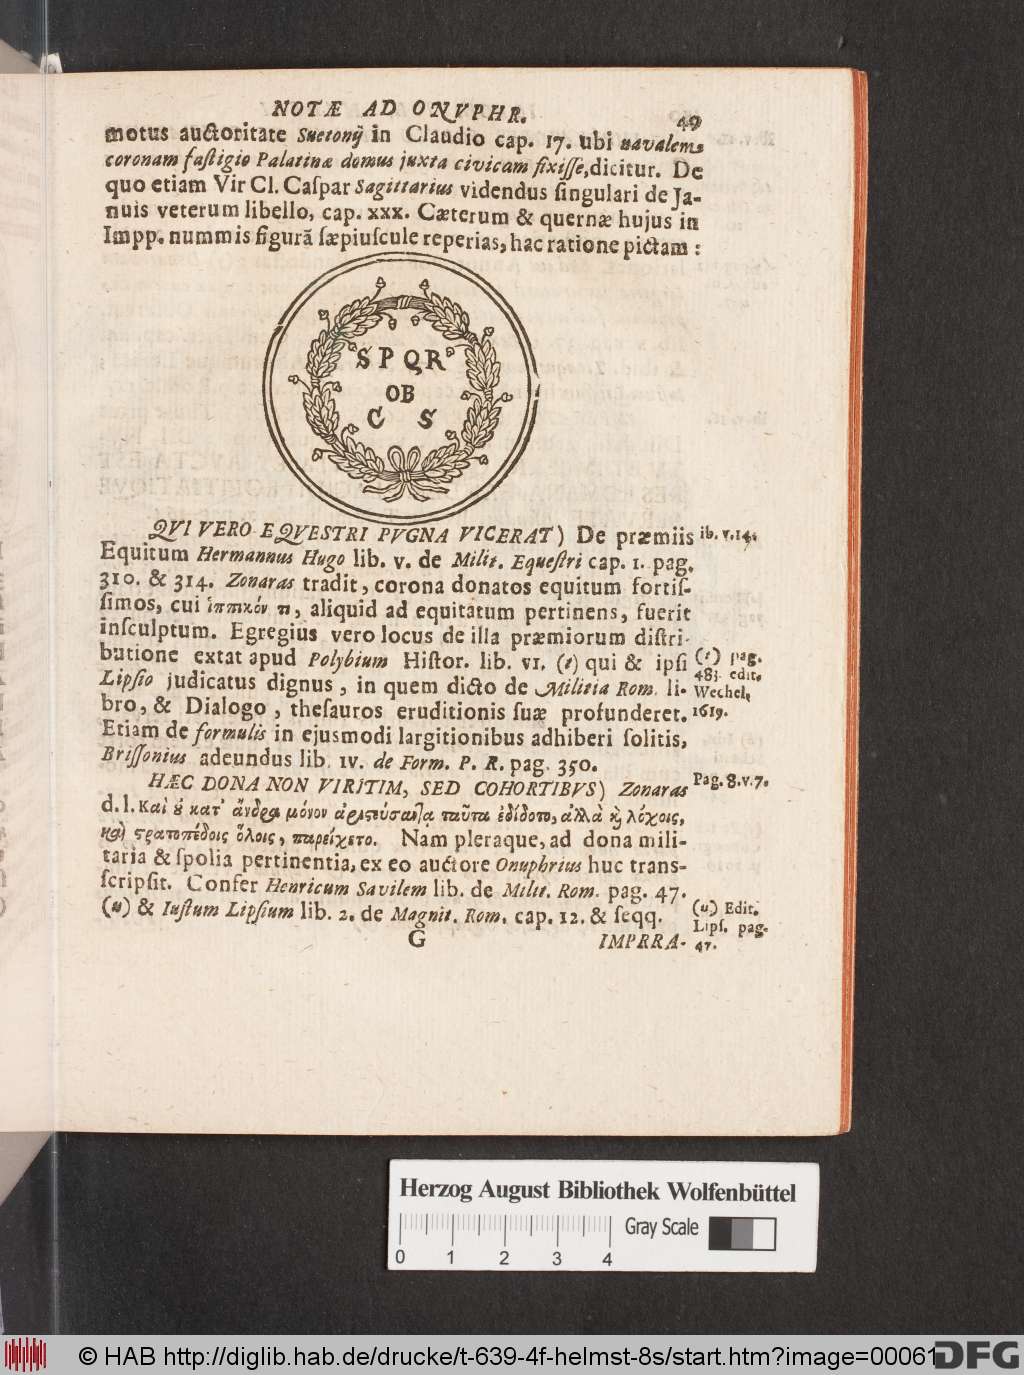 NOTÆ AD ONVPHR.
49
motus auctoritate Suetonij in Claudio cap. 17. ubi navalem
coronam faſtigio Palatinæ domus juxta civicam fixiſſe, dicitur. De
quo etiam Vir Cl. Caſpar Sagittarius videndus ſingulari de Ja-
nuis veterum libello, cap. xxx. Cæterum & quernæ hujus in
Impp. nummis figurã ſæpiuſcule reperias, hac ratione pictam:
SPQR
OB
C S
QVI VERO EQVESTRI PVGNA VICERAT) De præmiis
ib. v. 14.
Equitum Hermannus Hugo lib. v. de Milit. Equeſtri cap. 1. pag.
310. & 314. Zonaras tradit, corona donatos equitum fortiſ-
ſimos, cui ἱππικόν τι, aliquid ad equitatum pertinens, fuerit
inſculptum. Egregius vero locus de illa præmiorum diſtri-
butione extat apud Polybium Hiſtor. lib. VI. (t) qui & ipſi
(t) pag.
Lipſio judicatus dignus, in quem dicto de Militia Rom. li-
481. edit.
Wechel.
bro, & Dialogo, theſauros eruditionis ſuæ profunderet.
1619.
Etiam de formulis in ejusmodi largitionibus adhiberi ſolitis,
Briſſonius adeundus lib. IV. de Form. P. R. pag. 350.
HÆC DONA NON VIRITIM, SED COHORTIBVS) Zonaras
Pag. 8. v. 7.
d. l. Καὶ ȣ̓ κατ' ἄνδρα μόνον ἀριστεύσαντα ταῦτα ἐδίδοτο, ἀλλὰ ϗ λόχοις,
καὶ στρατοπέδοις ὅλοις, παρείχετο. Nam pleraque, ad dona mili-
taria & ſpolia pertinentia, ex eo auctore Onuphrius huc trans-
ſcripſit. Confer Henricum Savilem lib. de Milit. Rom. pag. 47.
(u) & Iuſtum Lipſium lib. 2. de Magnit. Rom. cap. 12. & ſeqq.
(u) Edit.
Lipſ. pag.
47.
G
IMPRRA-
Herzog August Bibliothek Wolfenbüttel
Gray Scale
0 1 2 3 4
© HAB http://diglib.hab.de/drucke/t-639-4f-helmst-8s/start.htm?image=00061
DFG